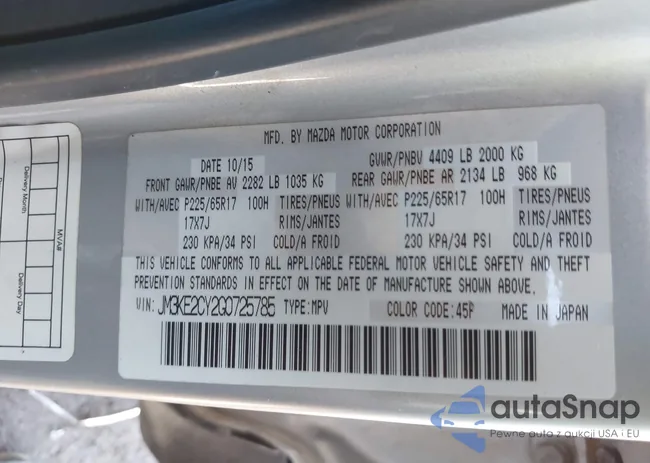 MFD. BY MAZDA MOTOR CORPORATION
DATE 10/15 GVWR/PNBV 4409 LB 2000 KG
FRONT GAWR/PNBE AV 2282 LB 1035 KG REAR GAWR/PNBE AR 2134 LB 968 KG
WITH/AVEC P225/65R17 100H TIRES/PNEUS WITH/AVEC P225/65R17 100H TIRES/PNEUS
17X7J RIMS/JANTES 17X7J RIMS/JANTES
230 KPA/34 PSI COLD/A FROID 230 KPA/34 PSI COLD/A FROID
THIS VEHICLE CONFORMS TO ALL APPLICABLE FEDERAL MOTOR VEHICLE SAFETY AND THEFT
PREVENTION STANDARDS IN EFFECT ON THE DATE OF MANUFACTURE SHOWN ABOVE.
VIN: JM3KE2CY2G0725785 TYPE:MPV COLOR CODE:45P MADE IN JAPAN
Delivery Month
MVA#
Delivery Day
autaSnap
Pewne auta z aukcji USA i EU